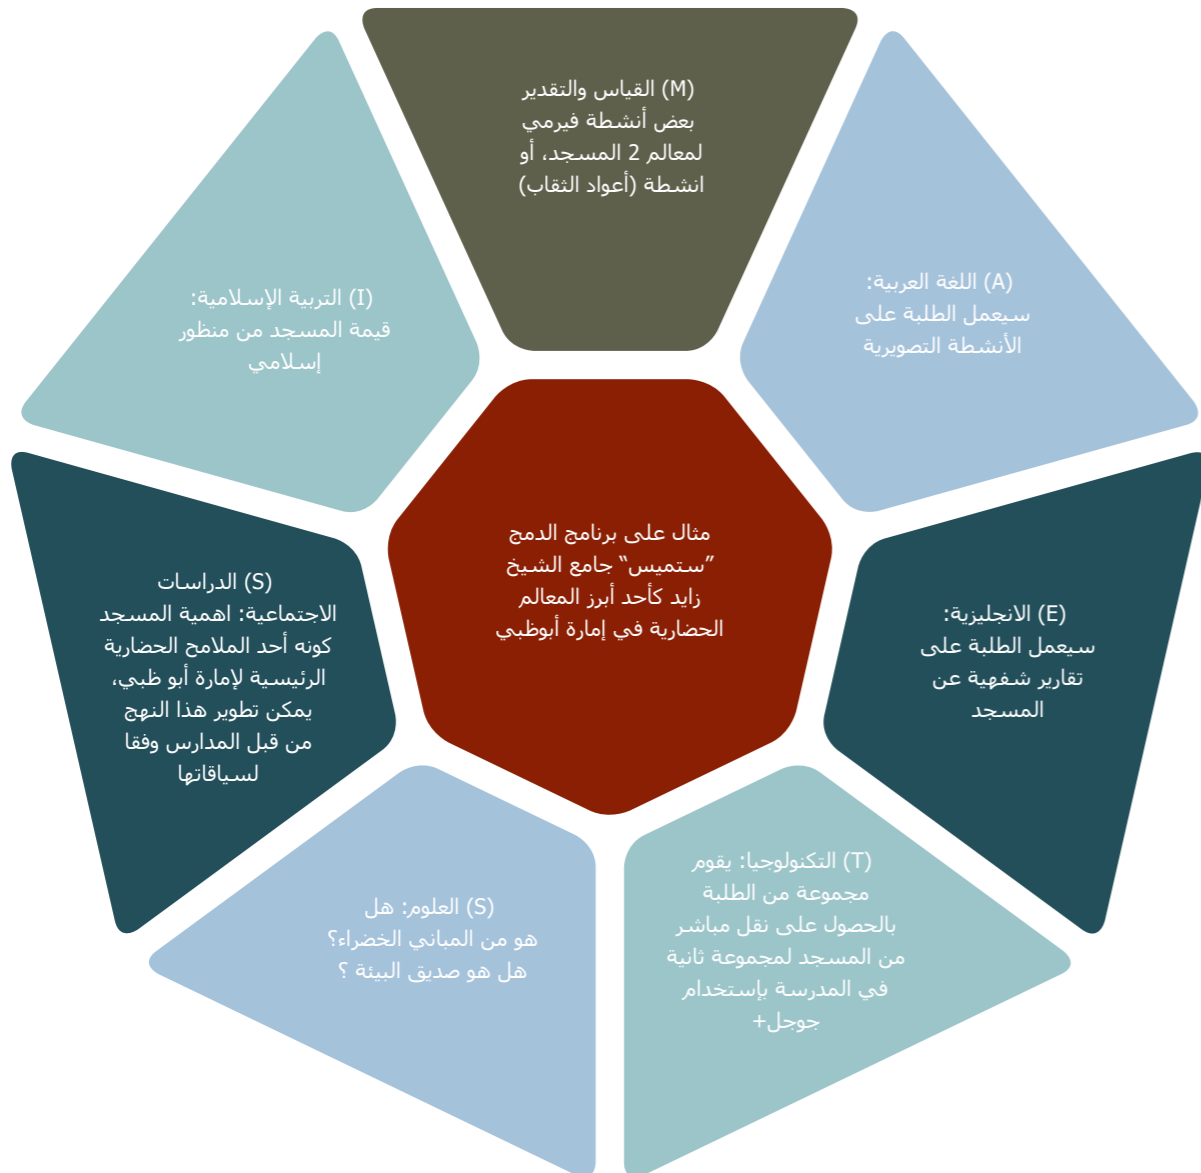 (M) القياس والتقدير
بعض أنشطة فيرمي
لمعالم 2 المسجد، أو
انشطة (أعواد الثقاب)
(A) اللغة العربية:
سيعمل الطلبة على
الأنشطة التصويرية
(E) الانجليزية:
سيعمل الطلبة على
تقارير شفهية عن
المسجد
(T) التكنولوجيا: يقوم
مجموعة من الطلبة
بالحصول على نقل مباشر
من المسجد لمجموعة ثانية
في المدرسة بإستخدام
جوجل+
(S) العلوم: هل
هو من المباني الخضراء؟
هل هو صديق البيئة ؟
(S) الدراسات
الاجتماعية: اهمية المسجد
كونه أحد الملامح الحضارية
الرئيسية لإمارة أبو ظبي،
يمكن تطوير هذا النهج
من قبل المدارس وفقا
لسياقاتها
(I) التربية الإسلامية:
قيمة المسجد من منظور
إسلامي
مثال على برنامج الدمج
”ستميس“ جامع الشيخ
زايد كأحد أبرز المعالم
الحضارية في إمارة أبوظبي